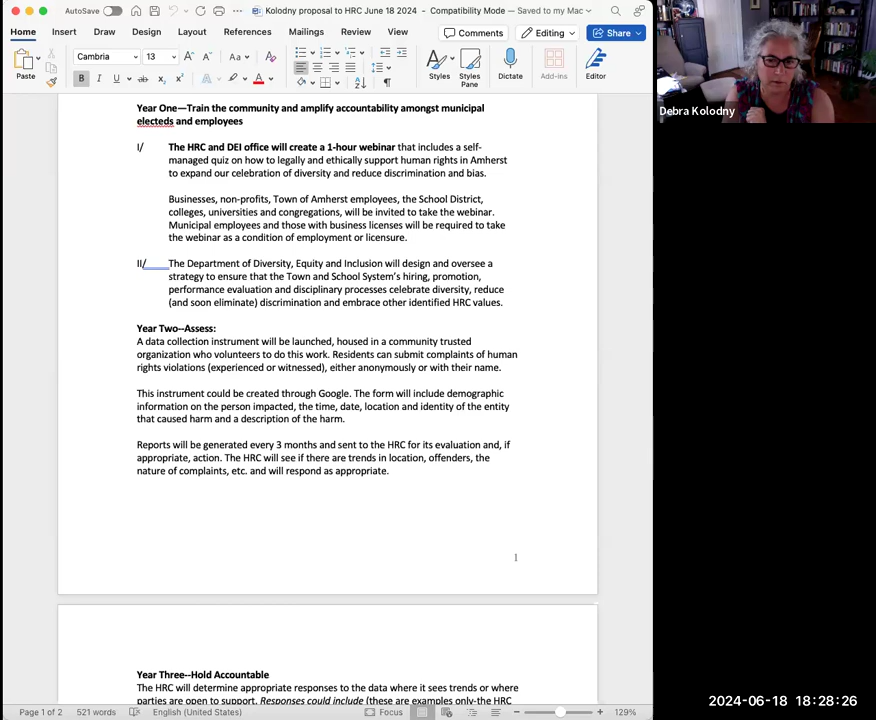 AutoSave
Kolodny proposal to HRC June 18 2024 - Compatibility Mode — Saved to my Mac
Home Insert Draw Design Layout References Mailings Review View Comments Editing Share
Paste Cambria 13 Styles Styles Pane Dictate Add-ins Editor
Year One—Train the community and amplify accountability amongst municipal
electeds and employees
I/ The HRC and DEI office will create a 1-hour webinar that includes a self-
managed quiz on how to legally and ethically support human rights in Amherst
to expand our celebration of diversity and reduce discrimination and bias.
Businesses, non-profits, Town of Amherst employees, the School District,
colleges, universities and congregations, will be invited to take the webinar.
Municipal employees and those with business licenses will be required to take
the webinar as a condition of employment or licensure.
II/ The Department of Diversity, Equity and Inclusion will design and oversee a
strategy to ensure that the Town and School System's hiring, promotion,
performance evaluation and disciplinary processes celebrate diversity, reduce
(and soon eliminate) discrimination and embrace other identified HRC values.
Year Two--Assess:
A data collection instrument will be launched, housed in a community trusted
organization who volunteers to do this work. Residents can submit complaints of human
rights violations (experienced or witnessed), either anonymously or with their name.
This instrument could be created through Google. The form will include demographic
information on the person impacted, the time, date, location and identity of the entity
that caused harm and a description of the harm.
Reports will be generated every 3 months and sent to the HRC for its evaluation and, if
appropriate, action. The HRC will see if there are trends in location, offenders, the
nature of complaints, etc. and will respond as appropriate.
1
Year Three--Hold Accountable
The HRC will determine appropriate responses to the data where it sees trends or where
parties are open to support. Responses could include (these are examples only-the HRC
Page 1 of 2 521 words English (United States) Focus 129%
Debra Kolodny
2024-06-18 18:28:26